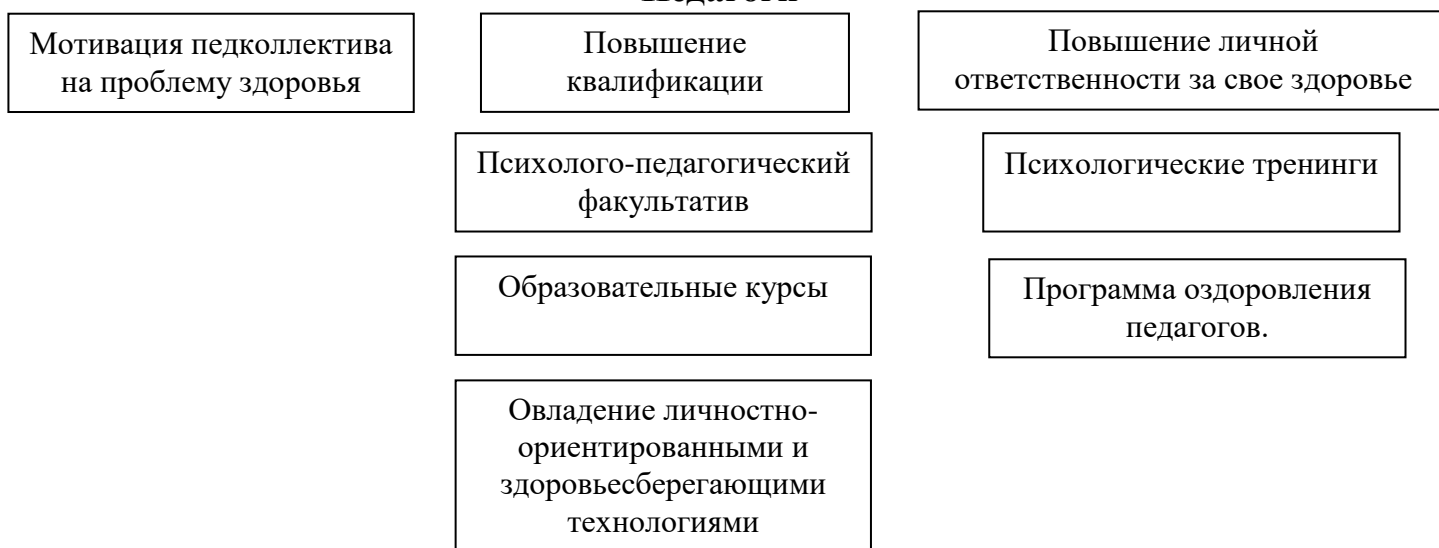 Мотивация педколлектива
на проблему здоровья
Повышение
квалификации
Повышение личной
ответственности за свое здоровье
Психолого-педагогический
факультатив
Психологические тренинги
Образовательные курсы
Программа оздоровления
педагогов.
Овладение личностно-
ориентированными и
здоровьесберегающими
технологиями